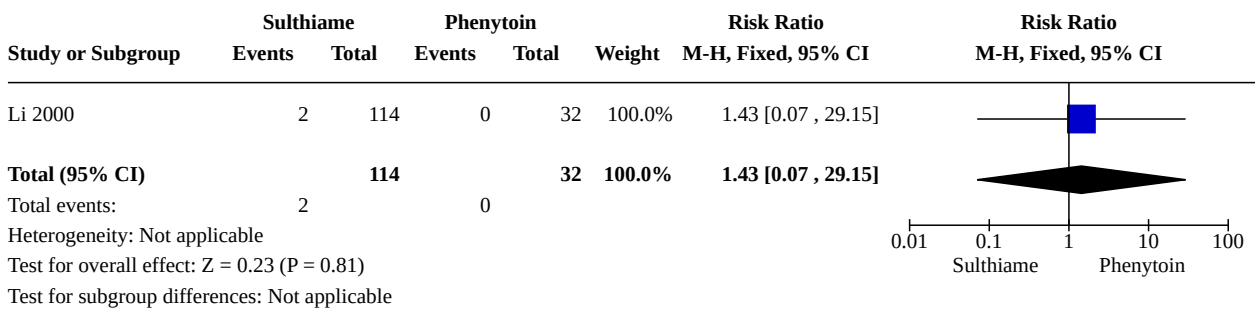 Sulthiame Phenytoin Risk Ratio Risk Ratio
Study or Subgroup Events Total Events Total Weight M-H, Fixed, 95% CI M-H, Fixed, 95% CI
Li 2000 2 114 0 32 100.0% 1.43 [0.07 , 29.15]
Total (95% CI) 114 32 100.0% 1.43 [0.07 , 29.15]
Total events: 2 0
Heterogeneity: Not applicable
0.01 0.1 1 10 100
Test for overall effect: Z = 0.23 (P = 0.81)
Sulthiame Phenytoin
Test for subgroup differences: Not applicable